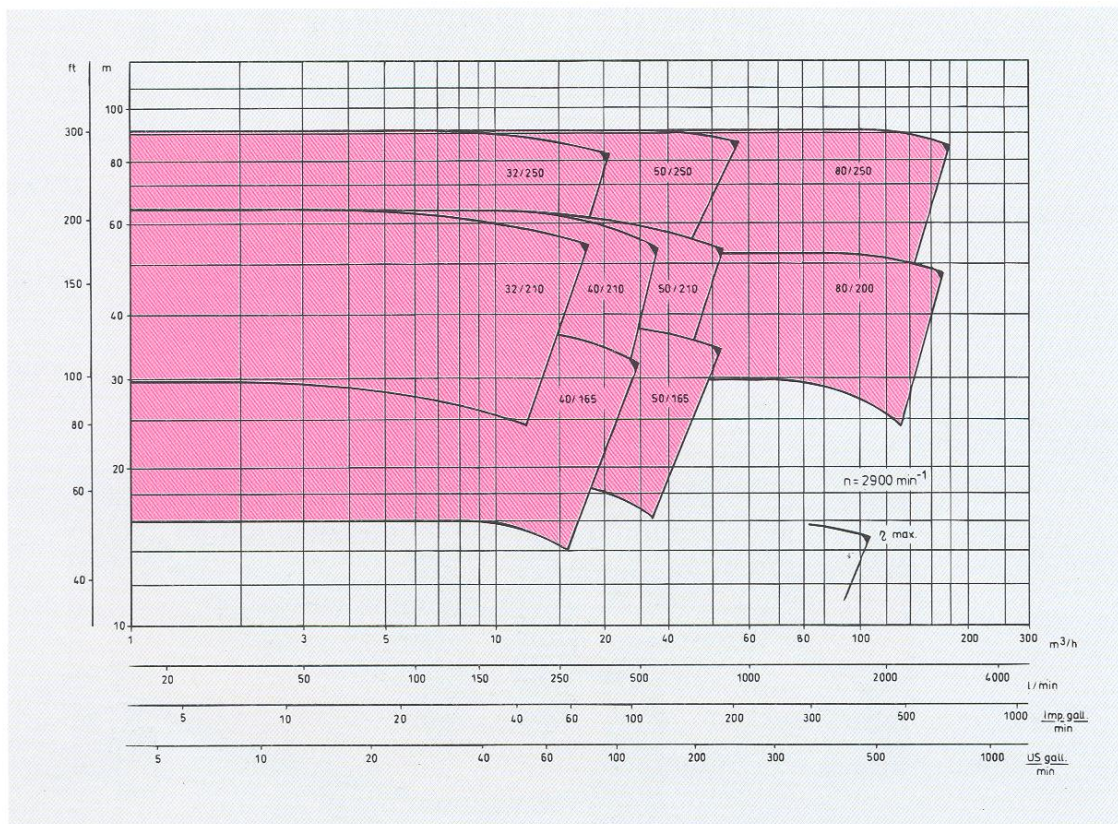 ft m
100
300
80
32/250 50/250 80/250
200
60
150
32/210 40/210 50/210 80/200
40
100
30
40/165 50/165
80
20
n = 2900 min⁻¹
60
η max.
40
10
1 3 5 10 20 30 40 60 80 100 200 300 m³/h
20 50 100 150 250 500 1000 2000 4000 l/min
5 10 20 40 60 100 200 300 500 1000 Imp. gall. min
5 10 20 40 60 100 200 300 500 1000 US gall. min